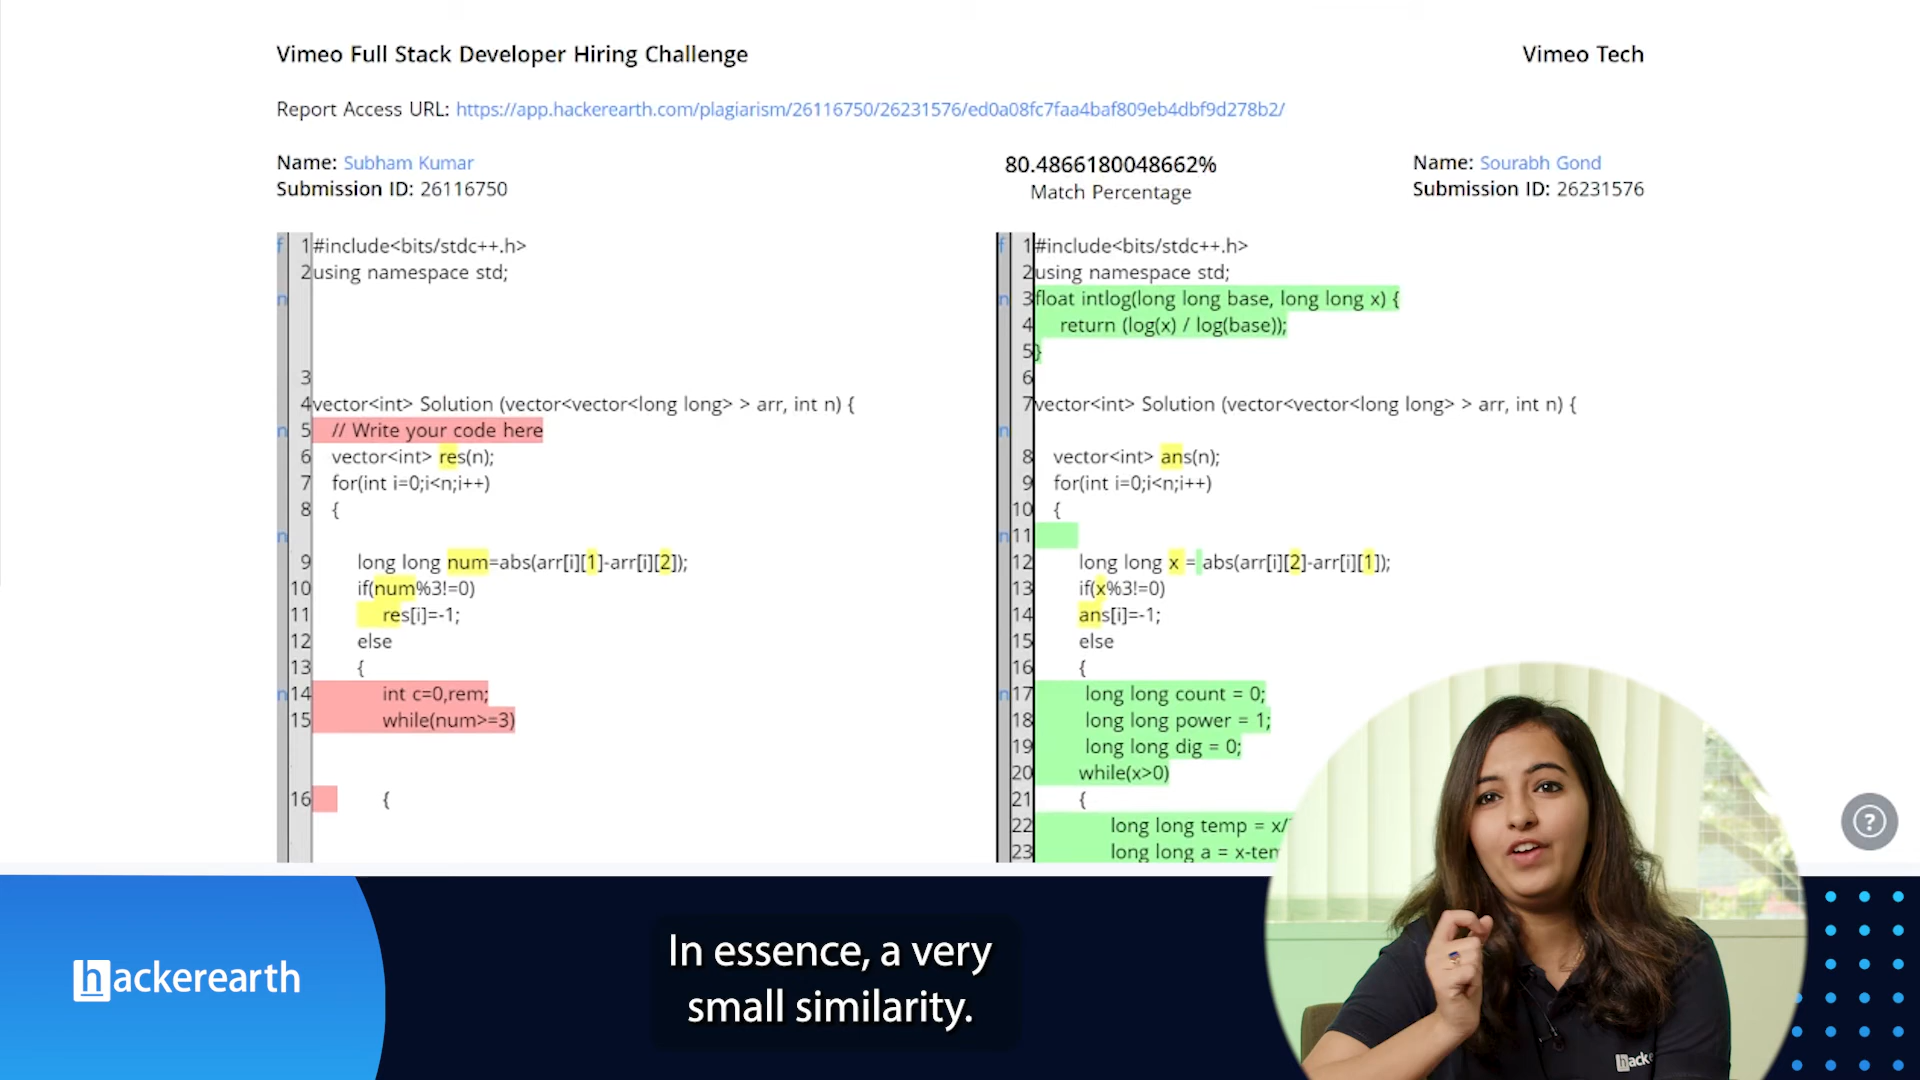 Vimeo Full Stack Developer Hiring Challenge
Vimeo Tech
Report Access URL: https://app.hackerearth.com/plagiarism/26116750/26231576/ed0a08fc7faa4baf809eb4dbf9d278b2/
Name: Subham Kumar
Submission ID: 26116750
80.4866180048662%
Match Percentage
Name: Sourabh Gond
Submission ID: 26231576
f 1 #include<bits/stdc++.h>
2 using namespace std;
n
3
4 vector<int> Solution (vector<vector<long long> > arr, int n) {
n 5 // Write your code here
6 vector<int> res(n);
7 for(int i=0;i<n;i++)
8 {
n
9 long long num=abs(arr[i][1]-arr[i][2]);
10 if(num%3!=0)
11 res[i]=-1;
12 else
13 {
n 14 int c=0,rem;
15 while(num>=3)
16 {
f 1 #include<bits/stdc++.h>
2 using namespace std;
n 3 float intlog(long long base, long long x) {
4 return (log(x) / log(base));
5 }
6
7 vector<int> Solution (vector<vector<long long> > arr, int n) {
n
8 vector<int> ans(n);
9 for(int i=0;i<n;i++)
10 {
n 11
12 long long x = abs(arr[i][2]-arr[i][1]);
13 if(x%3!=0)
14 ans[i]=-1;
15 else
16 {
n 17 long long count = 0;
18 long long power = 1;
19 long long dig = 0;
20 while(x>0)
21 {
22 long long temp = x/
23 long long a = x-tem
?
hackerearth
In essence, a very
small similarity.
hacke